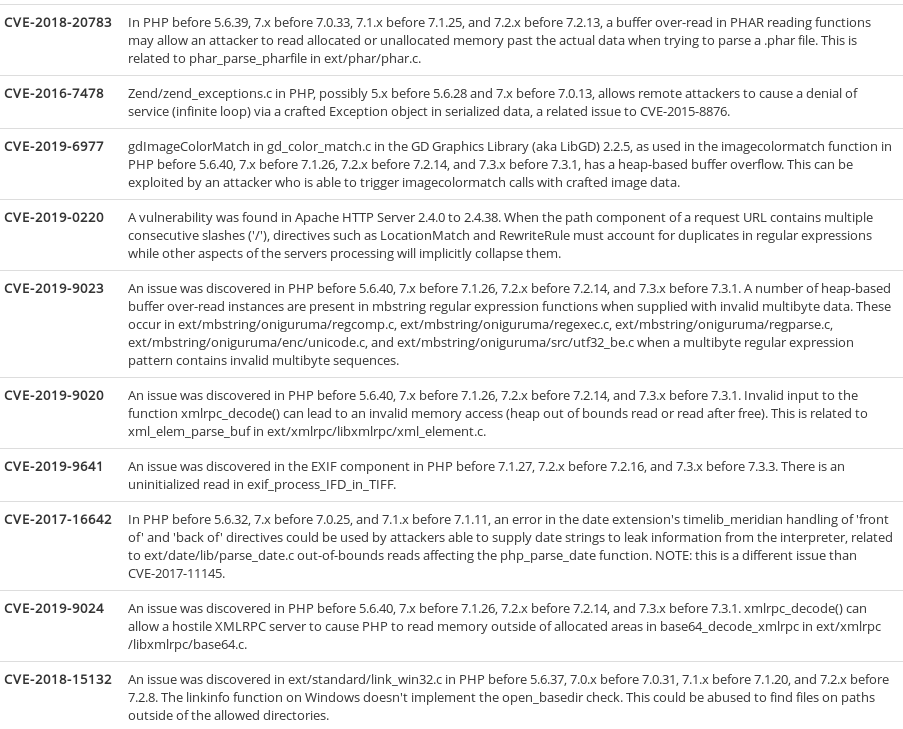 CVE-2018-20783 In PHP before 5.6.39, 7.x before 7.0.33, 7.1.x before 7.1.25, and 7.2.x before 7.2.13, a buffer over-read in PHAR reading functions
may allow an attacker to read allocated or unallocated memory past the actual data when trying to parse a .phar file. This is
related to phar_parse_pharfile in ext/phar/phar.c.
CVE-2016-7478 Zend/zend_exceptions.c in PHP, possibly 5.x before 5.6.28 and 7.x before 7.0.13, allows remote attackers to cause a denial of
service (infinite loop) via a crafted Exception object in serialized data, a related issue to CVE-2015-8876.
CVE-2019-6977 gdImageColorMatch in gd_color_match.c in the GD Graphics Library (aka LibGD) 2.2.5, as used in the imagecolormatch function in
PHP before 5.6.40, 7.x before 7.1.26, 7.2.x before 7.2.14, and 7.3.x before 7.3.1, has a heap-based buffer overflow. This can be
exploited by an attacker who is able to trigger imagecolormatch calls with crafted image data.
CVE-2019-0220 A vulnerability was found in Apache HTTP Server 2.4.0 to 2.4.38. When the path component of a request URL contains multiple
consecutive slashes ('/'), directives such as LocationMatch and RewriteRule must account for duplicates in regular expressions
while other aspects of the servers processing will implicitly collapse them.
CVE-2019-9023 An issue was discovered in PHP before 5.6.40, 7.x before 7.1.26, 7.2.x before 7.2.14, and 7.3.x before 7.3.1. A number of heap-based
buffer over-read instances are present in mbstring regular expression functions when supplied with invalid multibyte data. These
occur in ext/mbstring/oniguruma/regcomp.c, ext/mbstring/oniguruma/regexec.c, ext/mbstring/oniguruma/regparse.c,
ext/mbstring/oniguruma/enc/unicode.c, and ext/mbstring/oniguruma/src/utf32_be.c when a multibyte regular expression
pattern contains invalid multibyte sequences.
CVE-2019-9020 An issue was discovered in PHP before 5.6.40, 7.x before 7.1.26, 7.2.x before 7.2.14, and 7.3.x before 7.3.1. Invalid input to the
function xmlrpc_decode() can lead to an invalid memory access (heap out of bounds read or read after free). This is related to
xml_elem_parse_buf in ext/xmlrpc/libxmlrpc/xml_element.c.
CVE-2019-9641 An issue was discovered in the EXIF component in PHP before 7.1.27, 7.2.x before 7.2.16, and 7.3.x before 7.3.3. There is an
uninitialized read in exif_process_IFD_in_TIFF.
CVE-2017-16642 In PHP before 5.6.32, 7.x before 7.0.25, and 7.1.x before 7.1.11, an error in the date extension's timelib_meridian handling of 'front
of' and 'back of' directives could be used by attackers able to supply date strings to leak information from the interpreter, related
to ext/date/lib/parse_date.c out-of-bounds reads affecting the php_parse_date function. NOTE: this is a different issue than
CVE-2017-11145.
CVE-2019-9024 An issue was discovered in PHP before 5.6.40, 7.x before 7.1.26, 7.2.x before 7.2.14, and 7.3.x before 7.3.1. xmlrpc_decode() can
allow a hostile XMLRPC server to cause PHP to read memory outside of allocated areas in base64_decode_xmlrpc in ext/xmlrpc
/libxmlrpc/base64.c.
CVE-2018-15132 An issue was discovered in ext/standard/link_win32.c in PHP before 5.6.37, 7.0.x before 7.0.31, 7.1.x before 7.1.20, and 7.2.x before
7.2.8. The linkinfo function on Windows doesn't implement the open_basedir check. This could be abused to find files on paths
outside of the allowed directories.